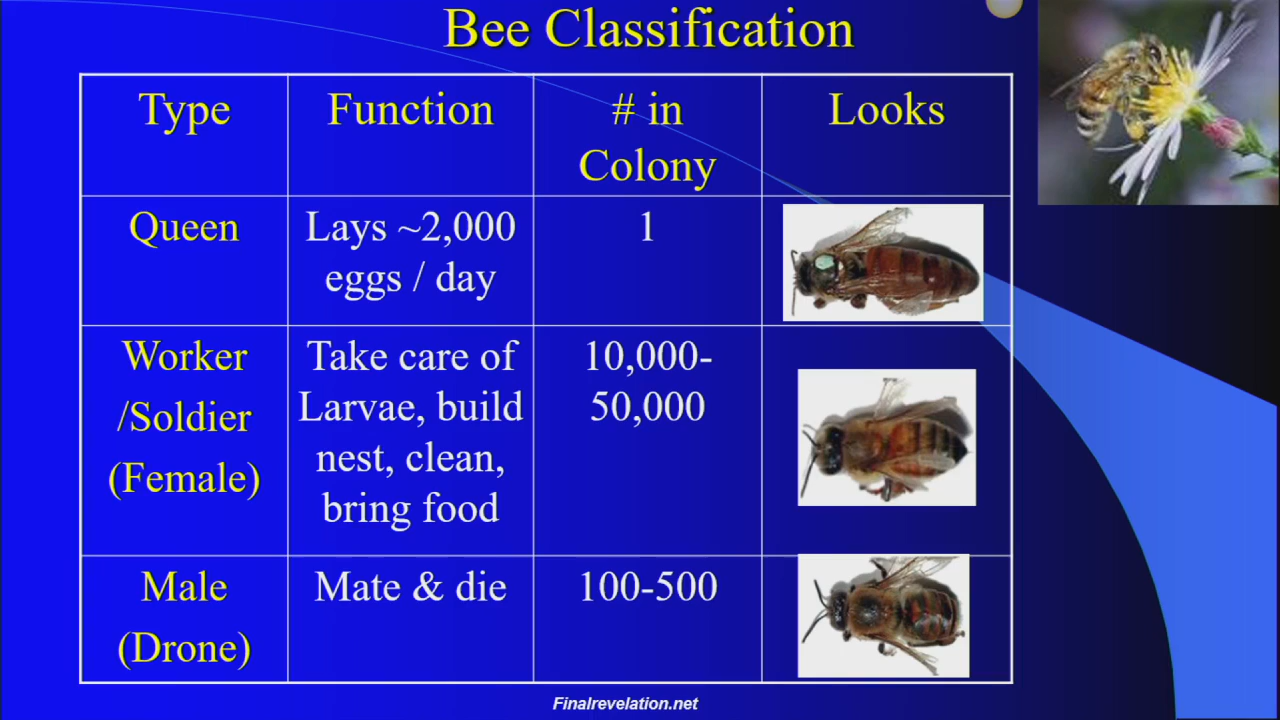 Bee Classification
Type
Function
# in
Colony
Looks
Queen
Lays ~2,000
eggs / day
1
Worker
/Soldier
(Female)
Take care of
Larvae, build
nest, clean,
bring food
10,000-
50,000
Male
(Drone)
Mate & die
100-500
Finalrevelation.net